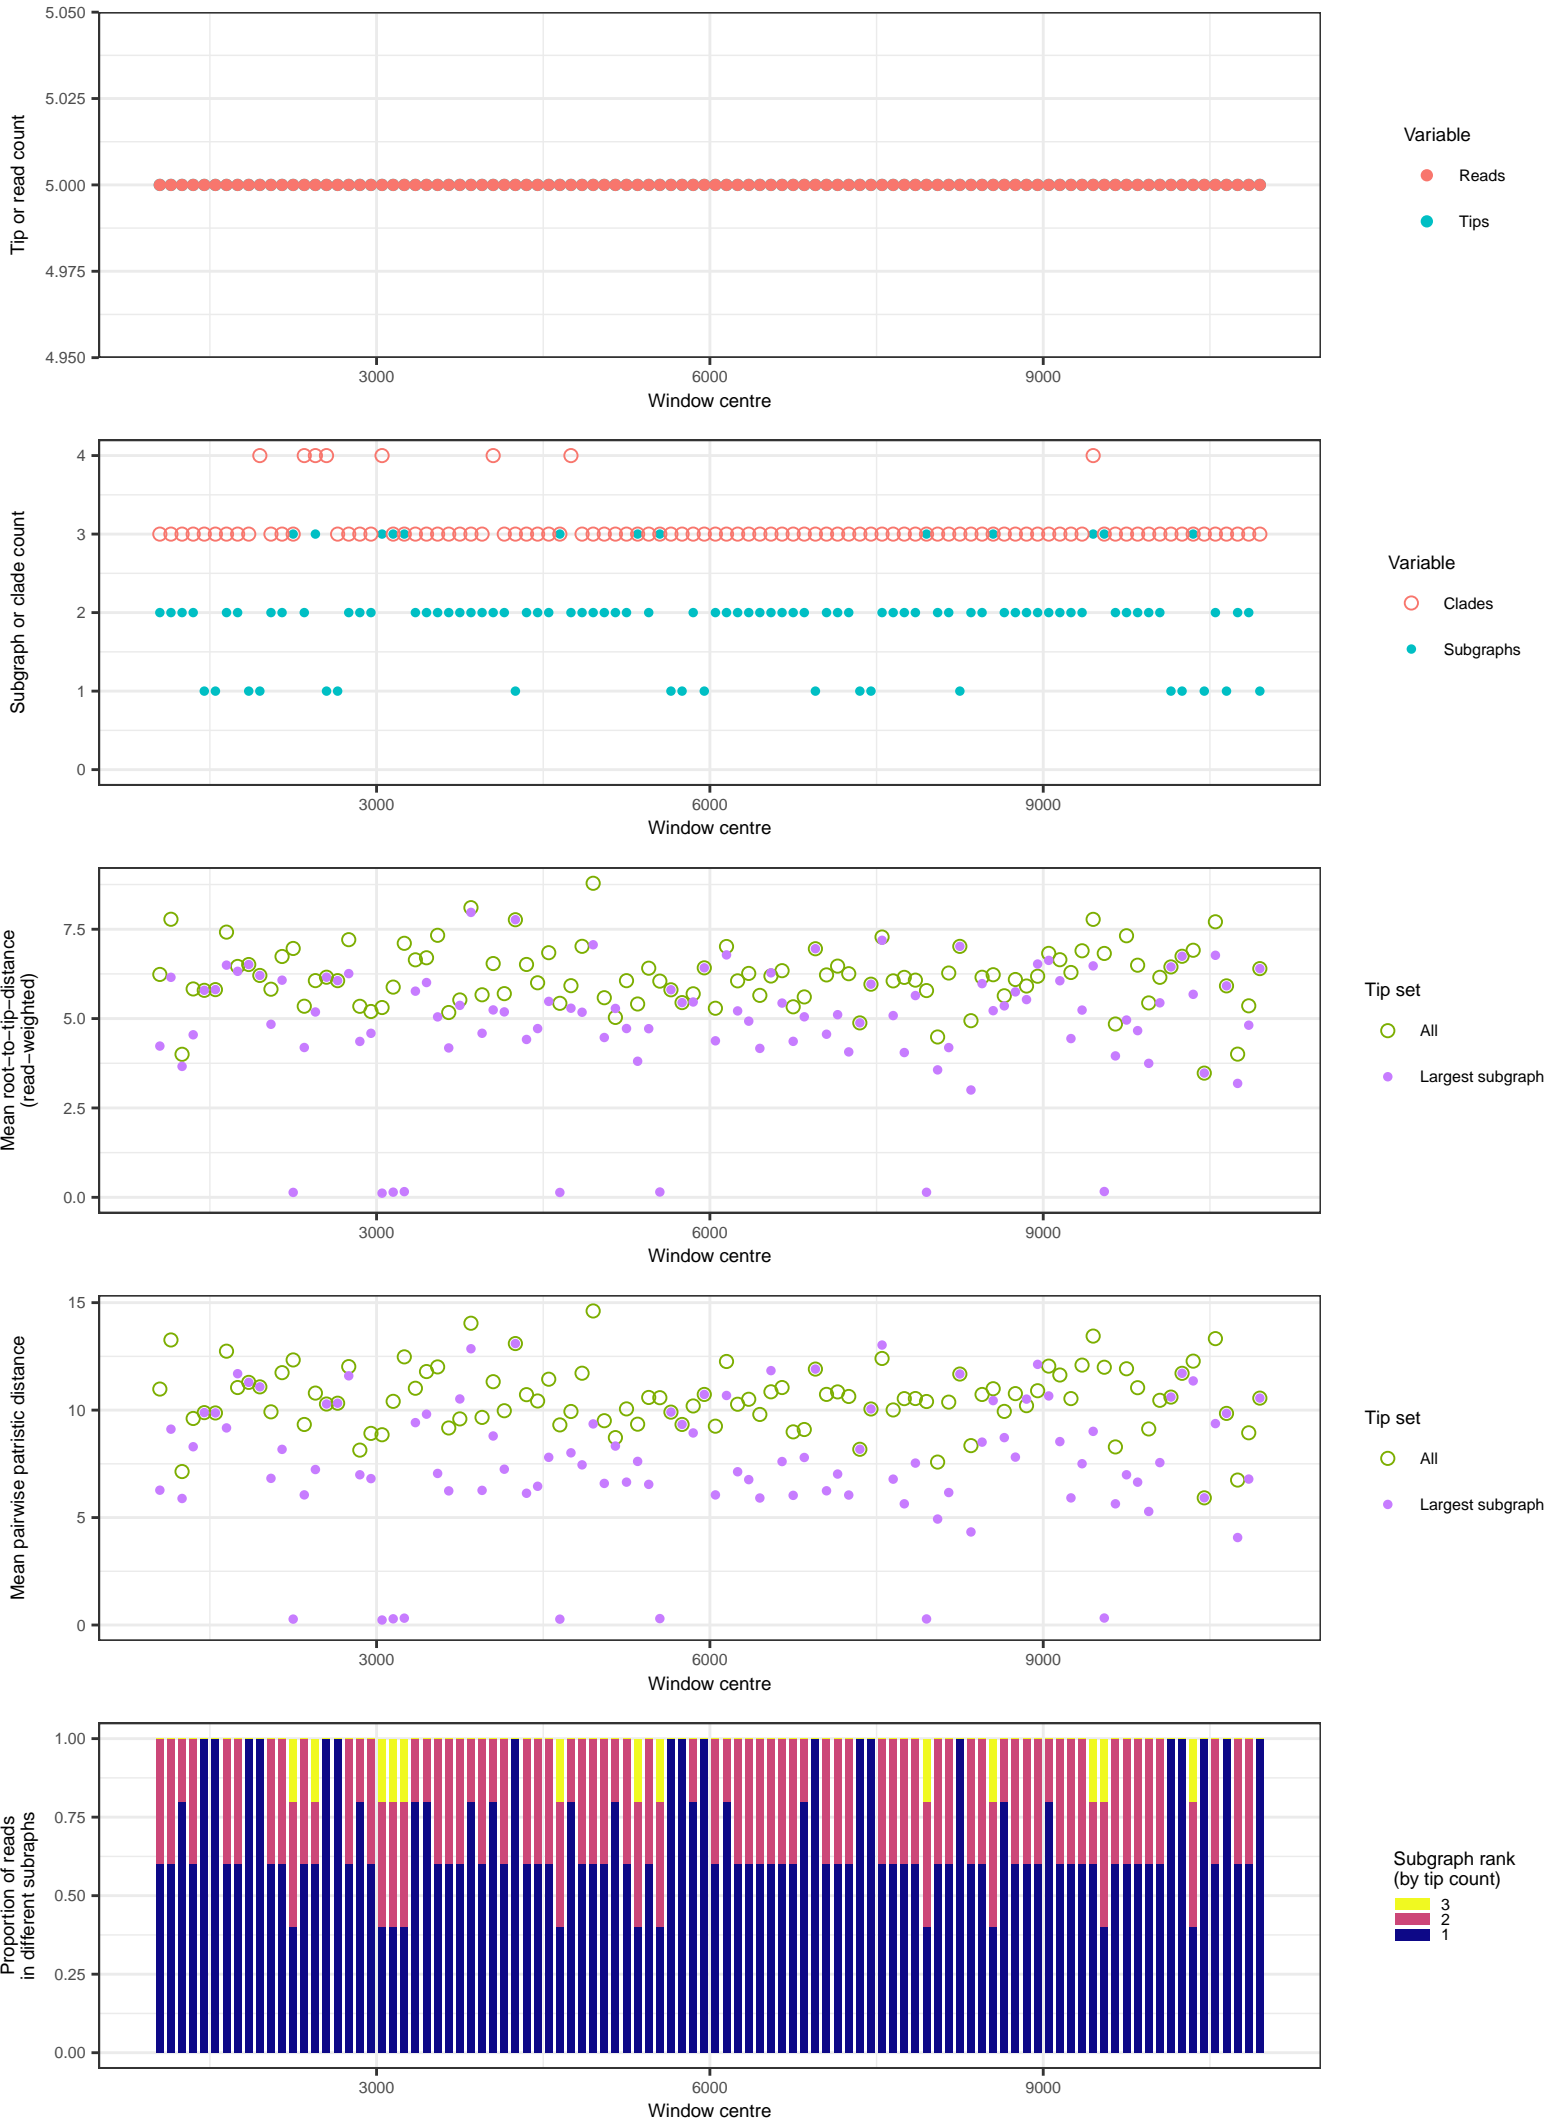 5.050
5.025
5.000
4.975
4.950
Tip or read count
3000 6000 9000
Window centre
Variable
Reads
Tips
4
3
2
1
0
Subgraph or clade count
3000 6000 9000
Window centre
Variable
Clades
Subgraphs
7.5
5.0
2.5
0.0
Mean root−to−tip−distance
(read−weighted)
3000 6000 9000
Window centre
Tip set
All
Largest subgraph
15
10
5
0
Mean pairwise patristic distance
3000 6000 9000
Window centre
Tip set
All
Largest subgraph
1.00
0.75
0.50
0.25
0.00
Proportion of reads
in different subraphs
3000 6000 9000
Window centre
Subgraph rank
(by tip count)
3
2
1